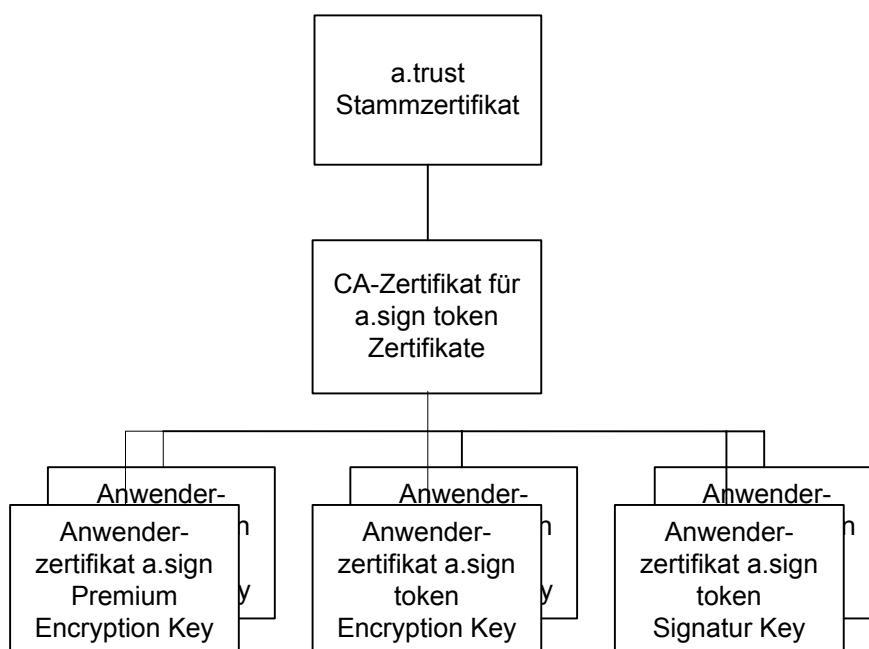 a.trust
Stammzertifikat
CA-Zertifikat für
a.sign token
Zertifikate
Anwender-
Anwender-
zertifikat a.sign
Premium
Encryption Key
Anwender-
Anwender-
zertifikat a.sign
token
Encryption Key
Anwender-
Anwender-
zertifikat a.sign
token
Signatur Key